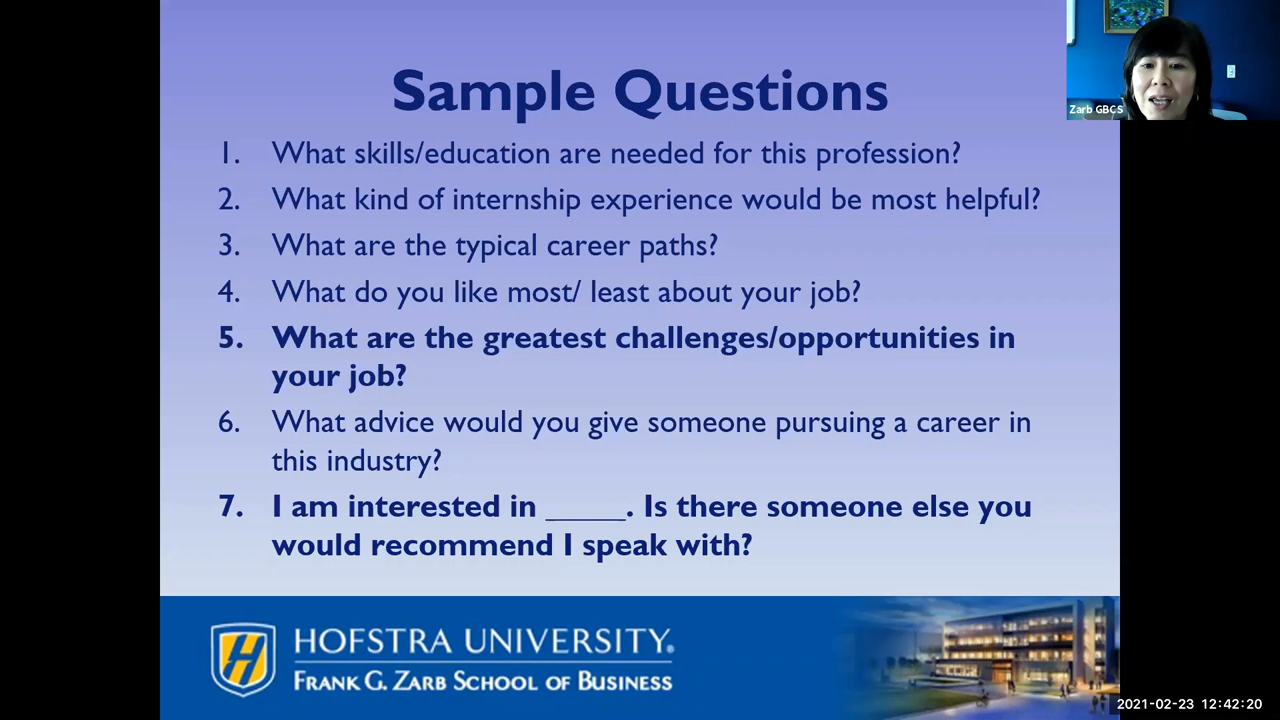 Sample Questions
Zarb GBCS
1. What skills/education are needed for this profession?
2. What kind of internship experience would be most helpful?
3. What are the typical career paths?
4. What do you like most/ least about your job?
5. What are the greatest challenges/opportunities in
your job?
6. What advice would you give someone pursuing a career in
this industry?
7. I am interested in _____. Is there someone else you
would recommend I speak with?
H HOFSTRA UNIVERSITY®
FRANK G. ZARB SCHOOL OF BUSINESS
2021-02-23 12:42:20